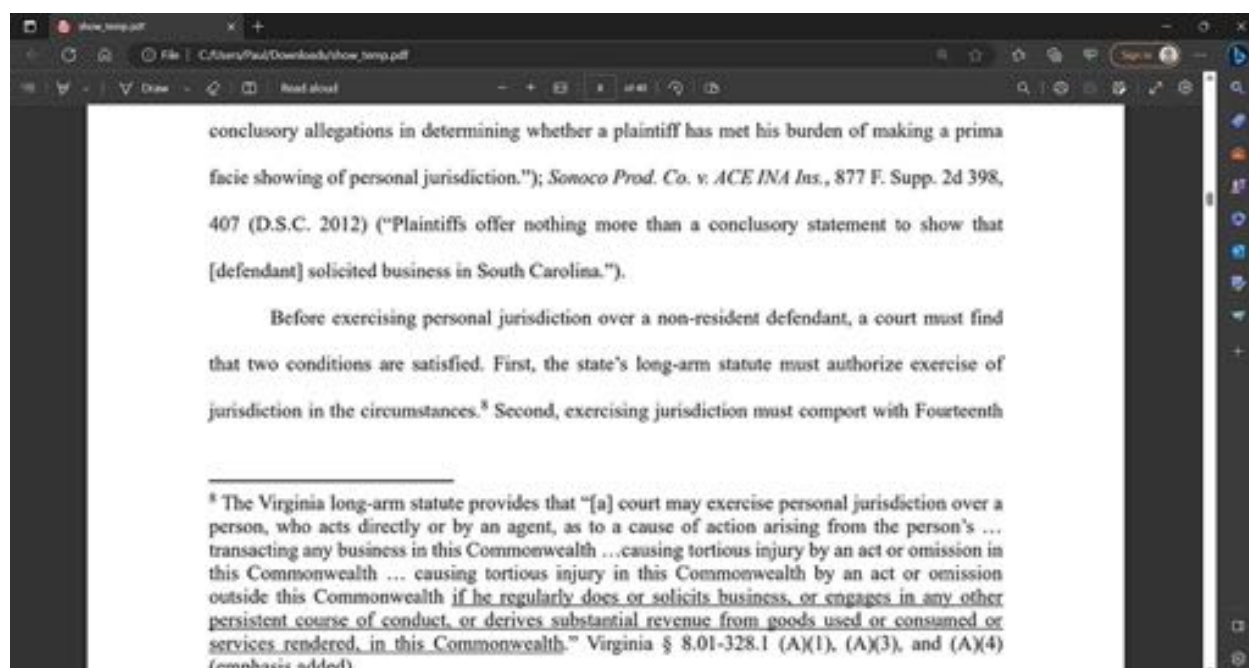 show_temp.pdf
File | C:/Users/Paul/Downloads/show_temp.pdf
Sign in
Draw
Read aloud
conclusory allegations in determining whether a plaintiff has met his burden of making a prima
facie showing of personal jurisdiction."); Sonoco Prod. Co. v. ACE INA Ins., 877 F. Supp. 2d 398,
407 (D.S.C. 2012) (“Plaintiffs offer nothing more than a conclusory statement to show that
[defendant] solicited business in South Carolina.”).
Before exercising personal jurisdiction over a non-resident defendant, a court must find
that two conditions are satisfied. First, the state’s long-arm statute must authorize exercise of
jurisdiction in the circumstances.⁸ Second, exercising jurisdiction must comport with Fourteenth
⁸ The Virginia long-arm statute provides that “[a] court may exercise personal jurisdiction over a
person, who acts directly or by an agent, as to a cause of action arising from the person’s …
transacting any business in this Commonwealth …causing tortious injury by an act or omission in
this Commonwealth … causing tortious injury in this Commonwealth by an act or omission
outside this Commonwealth if he regularly does or solicits business, or engages in any other
persistent course of conduct, or derives substantial revenue from goods used or consumed or
services rendered, in this Commonwealth.” Virginia § 8.01-328.1 (A)(1), (A)(3), and (A)(4)
(emphasis added)